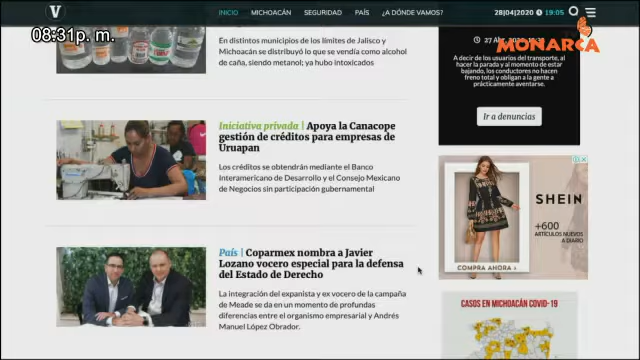 08:31p. m.
V
INICIO
MICHOACÁN
SEGURIDAD
PAÍS
¿A DÓNDE VAMOS?
28|04|2020
19:05
MONARCA
En distintos municipios de los límites de Jalisco y
Michoacán se distribuyó lo que se vendía como alcohol
de caña, siendo metanol; ya hubo intoxicados
Iniciativa privada | Apoya la Canacope
gestión de créditos para empresas de
Uruapan
Los créditos se obtendrán mediante el Banco
Interamericano de Desarrollo y el Consejo Mexicano
de Negocios sin participación gubernamental
País | Coparmex nombra a Javier
Lozano vocero especial para la defensa
del Estado de Derecho
La integración del expanista y ex vocero de la campaña
de Meade se da en un momento de profundas
diferencias entre el organismo empresarial y Andrés
Manuel López Obrador.
27 Abr,
A decir de los usuarios del transporte, al
hacer la parada y al momento de estar
bajando, los conductores no hacen
freno total y obligan a la gente a
prácticamente aventarse.
Ir a denuncias
SHEIN
+600
ARTÍCULOS NUEVOS
A DIARIO
COMPRA AHORA >
CASOS EN MICHOACÁN COVID-19